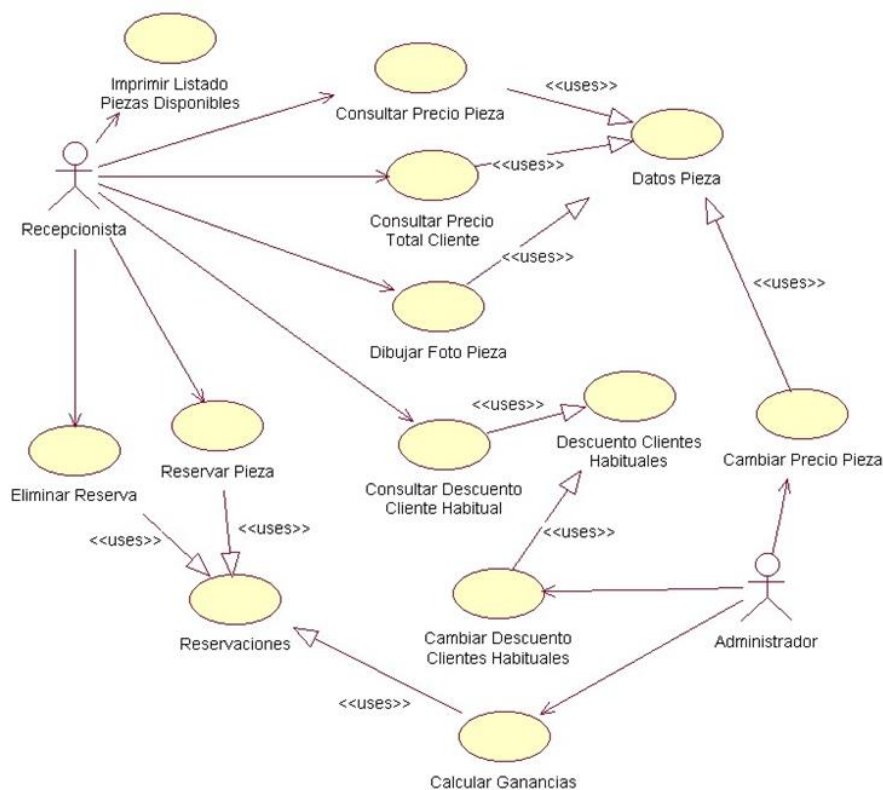 Imprimir Listado
Piezas Disponibles
Consultar Precio Pieza
<<uses>>
Datos Pieza
<<uses>>
Consultar Precio
Total Cliente
Recepcionista
<<uses>>
Dibujar Foto Pieza
<<uses>>
<<uses>>
Descuento Clientes
Habituales
Cambiar Precio Pieza
Reservar Pieza
Eliminar Reserva
Consultar Descuento
Cliente Habitual
<<uses>>
<<uses>>
<<uses>>
Reservaciones
Cambiar Descuento
Clientes Habituales
Administrador
<<uses>>
Calcular Ganancias